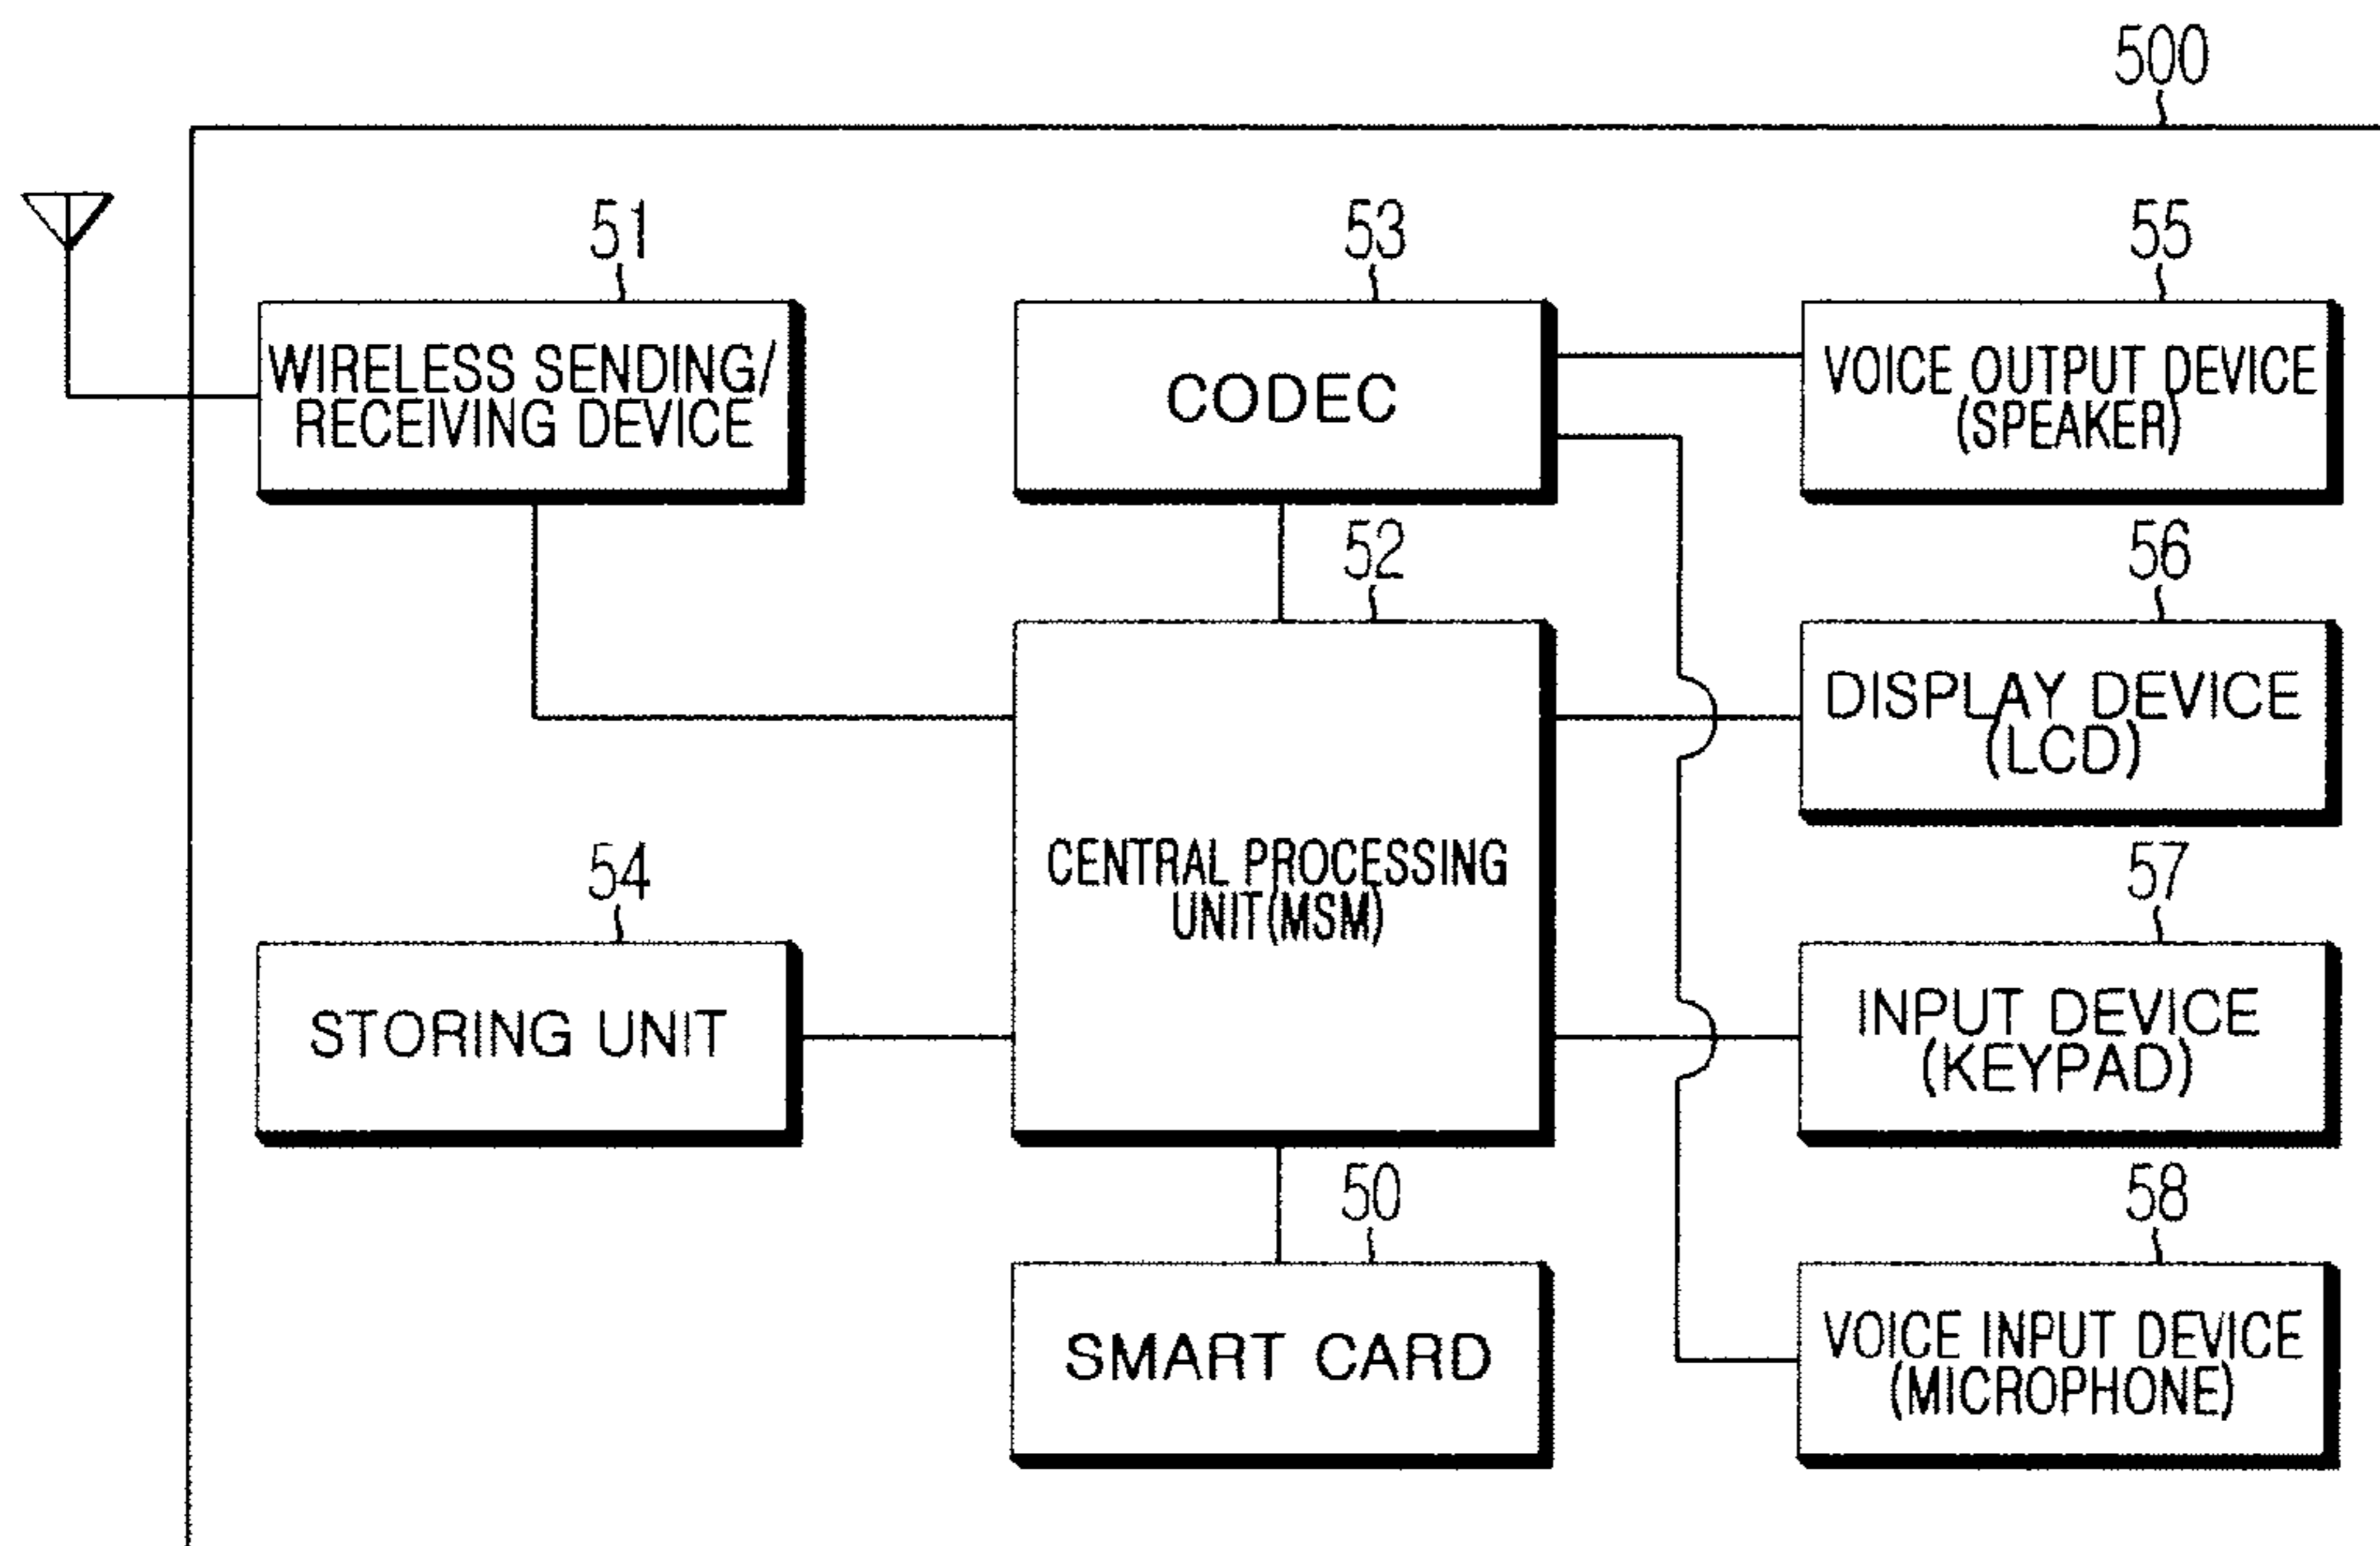 500
51
WIRELESS SENDING/
RECEIVING DEVICE
53
CODEC
55
VOICE OUTPUT DEVICE
(SPEAKER)
52
CENTRAL PROCESSING
UNIT(MSM)
56
DISPLAY DEVICE
(LCD)
54
STORING UNIT
57
INPUT DEVICE
(KEYPAD)
50
SMART CARD
58
VOICE INPUT DEVICE
(MICROPHONE)